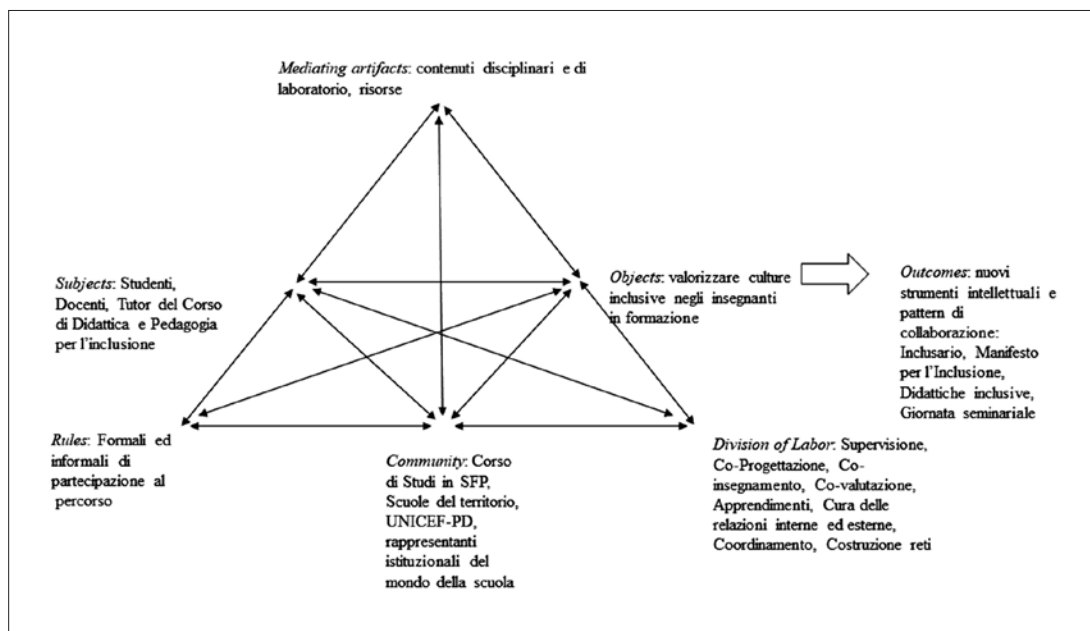 Mediating artifacts: contenuti disciplinari e di
laboratorio, risorse
Subjects: Studenti,
Docenti, Tutor del Corso
di Didattica e Pedagogia
per l'inclusione
Objects: valorizzare culture
inclusive negli insegnanti
in formazione
Outcomes: nuovi
strumenti intellettuali e
pattern di
collaborazione:
Inclusario, Manifesto
per l'Inclusione,
Didattiche inclusive,
Giornata seminariale
Rules: Formali ed
informali di
partecipazione al
percorso
Community: Corso
di Studi in SFP,
Scuole del territorio,
UNICEF-PD,
rappresentanti
istituzionali del
mondo della scuola
Division of Labor: Supervisione,
Co-Progettazione, Co-
insegnamento, Co-valutazione,
Apprendimenti, Cura delle
relazioni interne ed esterne,
Coordinamento, Costruzione reti